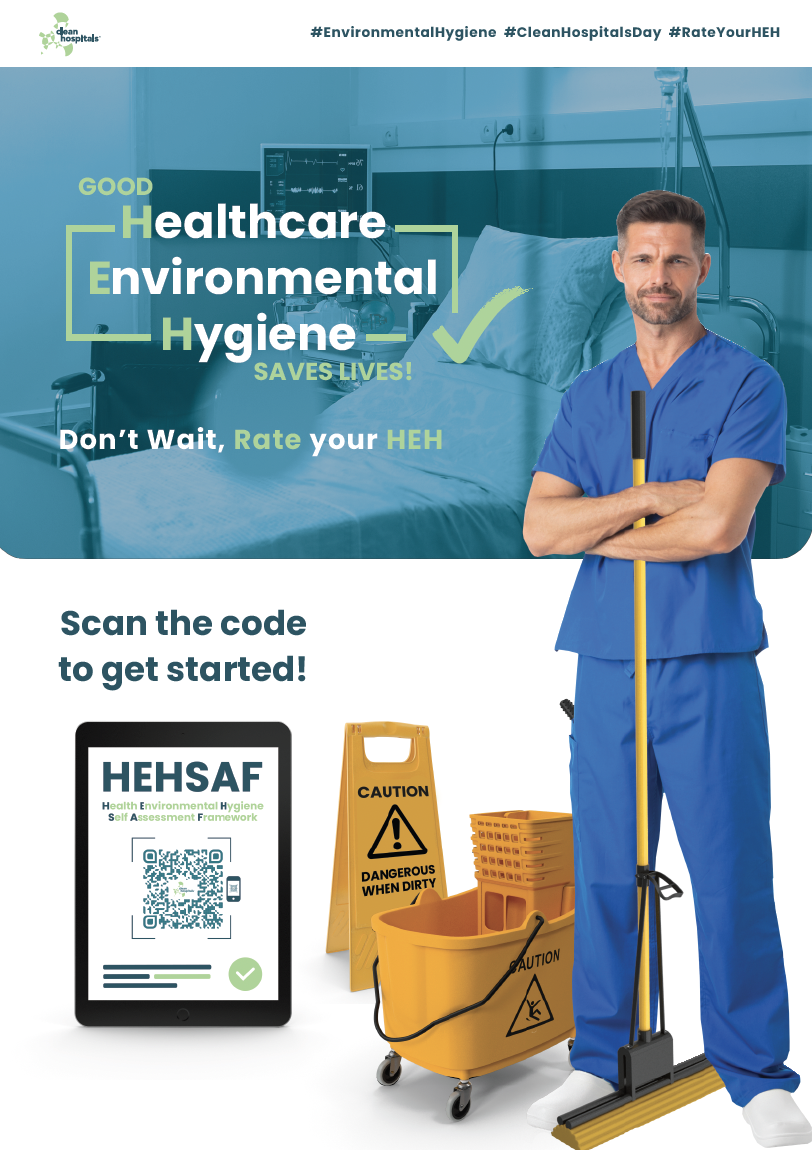 clean
hospitals
#EnvironmentalHygiene #CleanHospitalsDay #RateYourHEH
GOOD
Healthcare
Environmental
Hygiene
SAVES LIVES!
Don't Wait, Rate your HEH
Scan the code
to get started!
HEHSAF
Health Environmental Hygiene
Self Assessment Framework
CAUTION
DANGEROUS
WHEN DIRTY
CAUTION